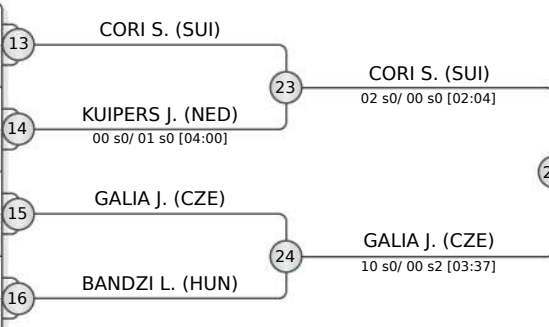 CORI S. (SUI)
13
23
CORI S. (SUI)
02 s0/ 00 s0 [02:04]
KUIPERS J. (NED)
14
00 s0/ 01 s0 [04:00]
GALIA J. (CZE)
15
24
GALIA J. (CZE)
10 s0/ 00 s2 [03:37]
BANDZI L. (HUN)
16